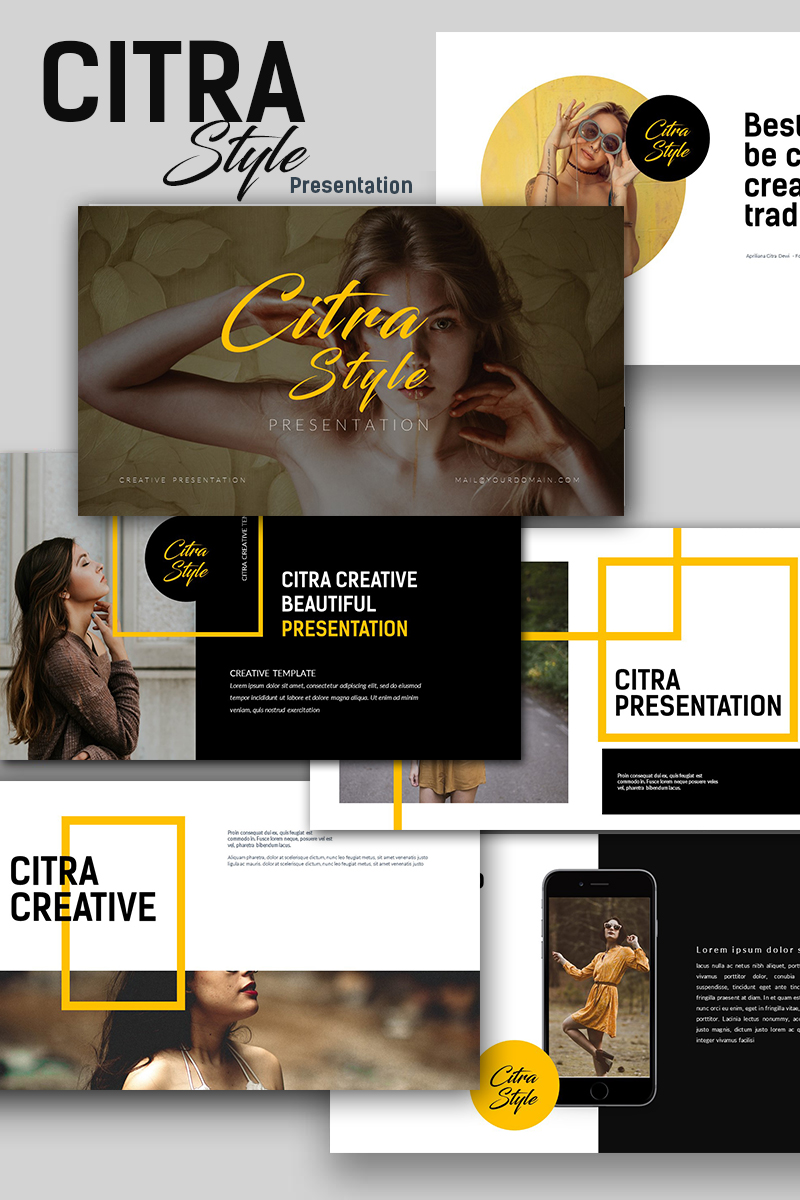 CITRA
Style
Presentation
Citra
Style
Best
be c
crea
trad
Apriliana Citra Dewi - Fo
Citra
Style
PRESENTATION
CREATIVE PRESENTATION
MAIL@YOURDOMAIN.COM
Citra
Style
CITRA CREATIVE TE
CITRA CREATIVE
BEAUTIFUL
PRESENTATION
CREATIVE TEMPLATE
Lorem ipsum dolor sit amet, consectetur adipiscing elit, sed do eiusmod
tempor incididunt ut labore et dolore magna aliqua. Ut enim ad minim
veniam, quis nostrud exercitation
CITRA
PRESENTATION
Proin consequat dui ex, quis feugiat est
commodo in. Fusce lorem neque posuere veles
vel, pharetra bibendum lacus.
CITRA
CREATIVE
Proin consequat dui ex, quis feugiat est
commodo in. Fusce lorem neque, posuere vel est
vel, pharetra bibendum lacus.
Aliquam pharetra, dolor at scelerisque dictum, nunc leo feugiat metus, sit amet venenatis justo
ligula ac mauris. dolor at scelerisque dictum, nunc leo feugiat metus, sit amet venenatis justo
Citra
Style
Lorem ipsum dolor s
lacus nulla ac netus nibh aliquet, port
vivamus porttitor dolor, conubia
suspendisse, tincidunt eget ante tinc
fringilla praesent at diam. In et quam est
nunc orci eu enim, eget in fringilla vitae,
porttitor. Lacinia lectus nonummy, ac
justo magnis, dictum justo lorem ac q
integer vivamus facilisi